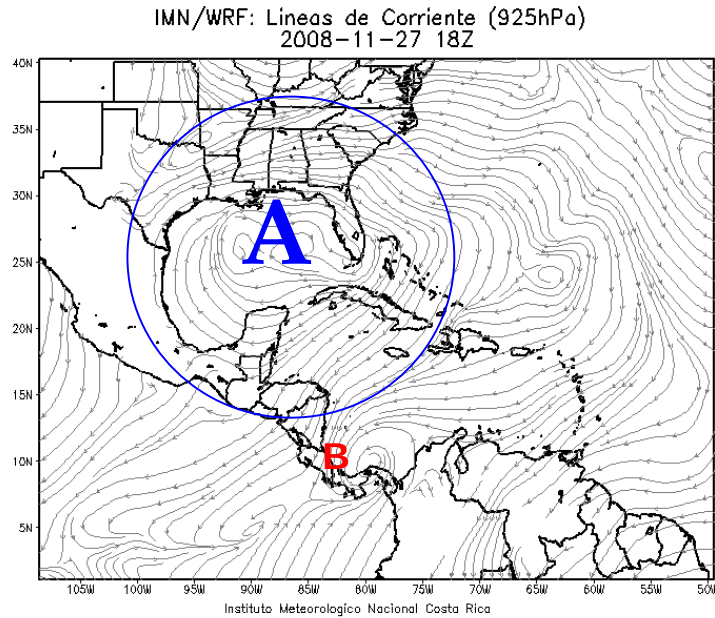 IMN/WRF: Lineas de Corriente (925hPa)
2008-11-27 18Z
40N
35N
30N
A
25N
20N
15N
B
10N
5N
105W 100W 95W 90W 85W 80W 75W 70W 65W 60W 55W 50W
Instituto Meteorologico Nacional Costa Rica